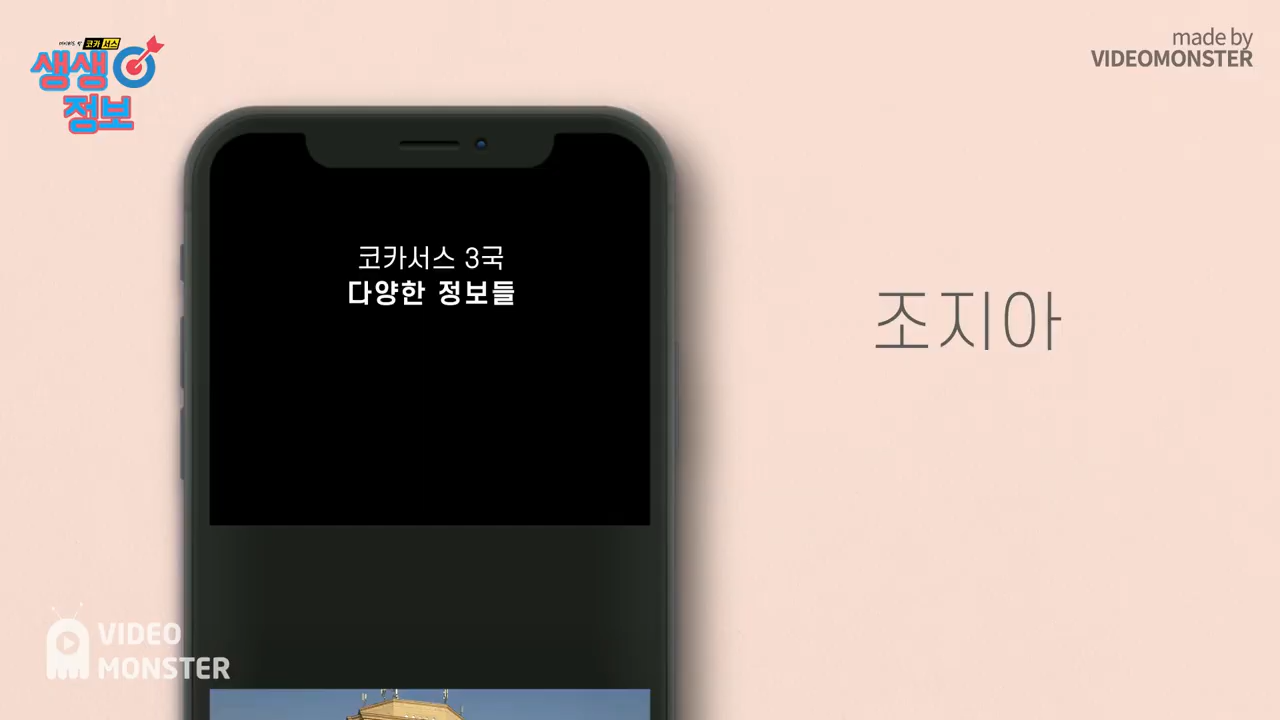 코카서스
생생
정보
made by
VIDEOMONSTER
코카서스 3국
다양한 정보들
조지아
VIDEO
MONSTER